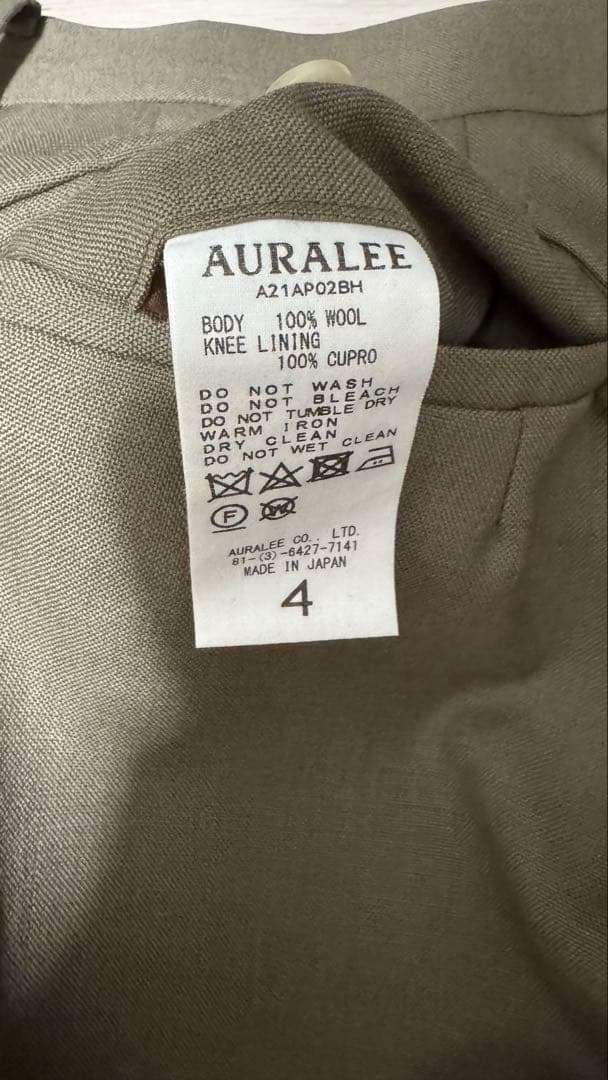 AURALEE
A21AP02BH
BODY 100% WOOL
KNEE LINING
100% CUPRO
DO NOT WASH
DO NOT BLEACH
DO NOT TUMBLE DRY
WARM IRON
DRY CLEAN
DO NOT WET CLEAN
F W
AURALEE CO., LTD.
81-(3)-6427-7141
MADE IN JAPAN
4